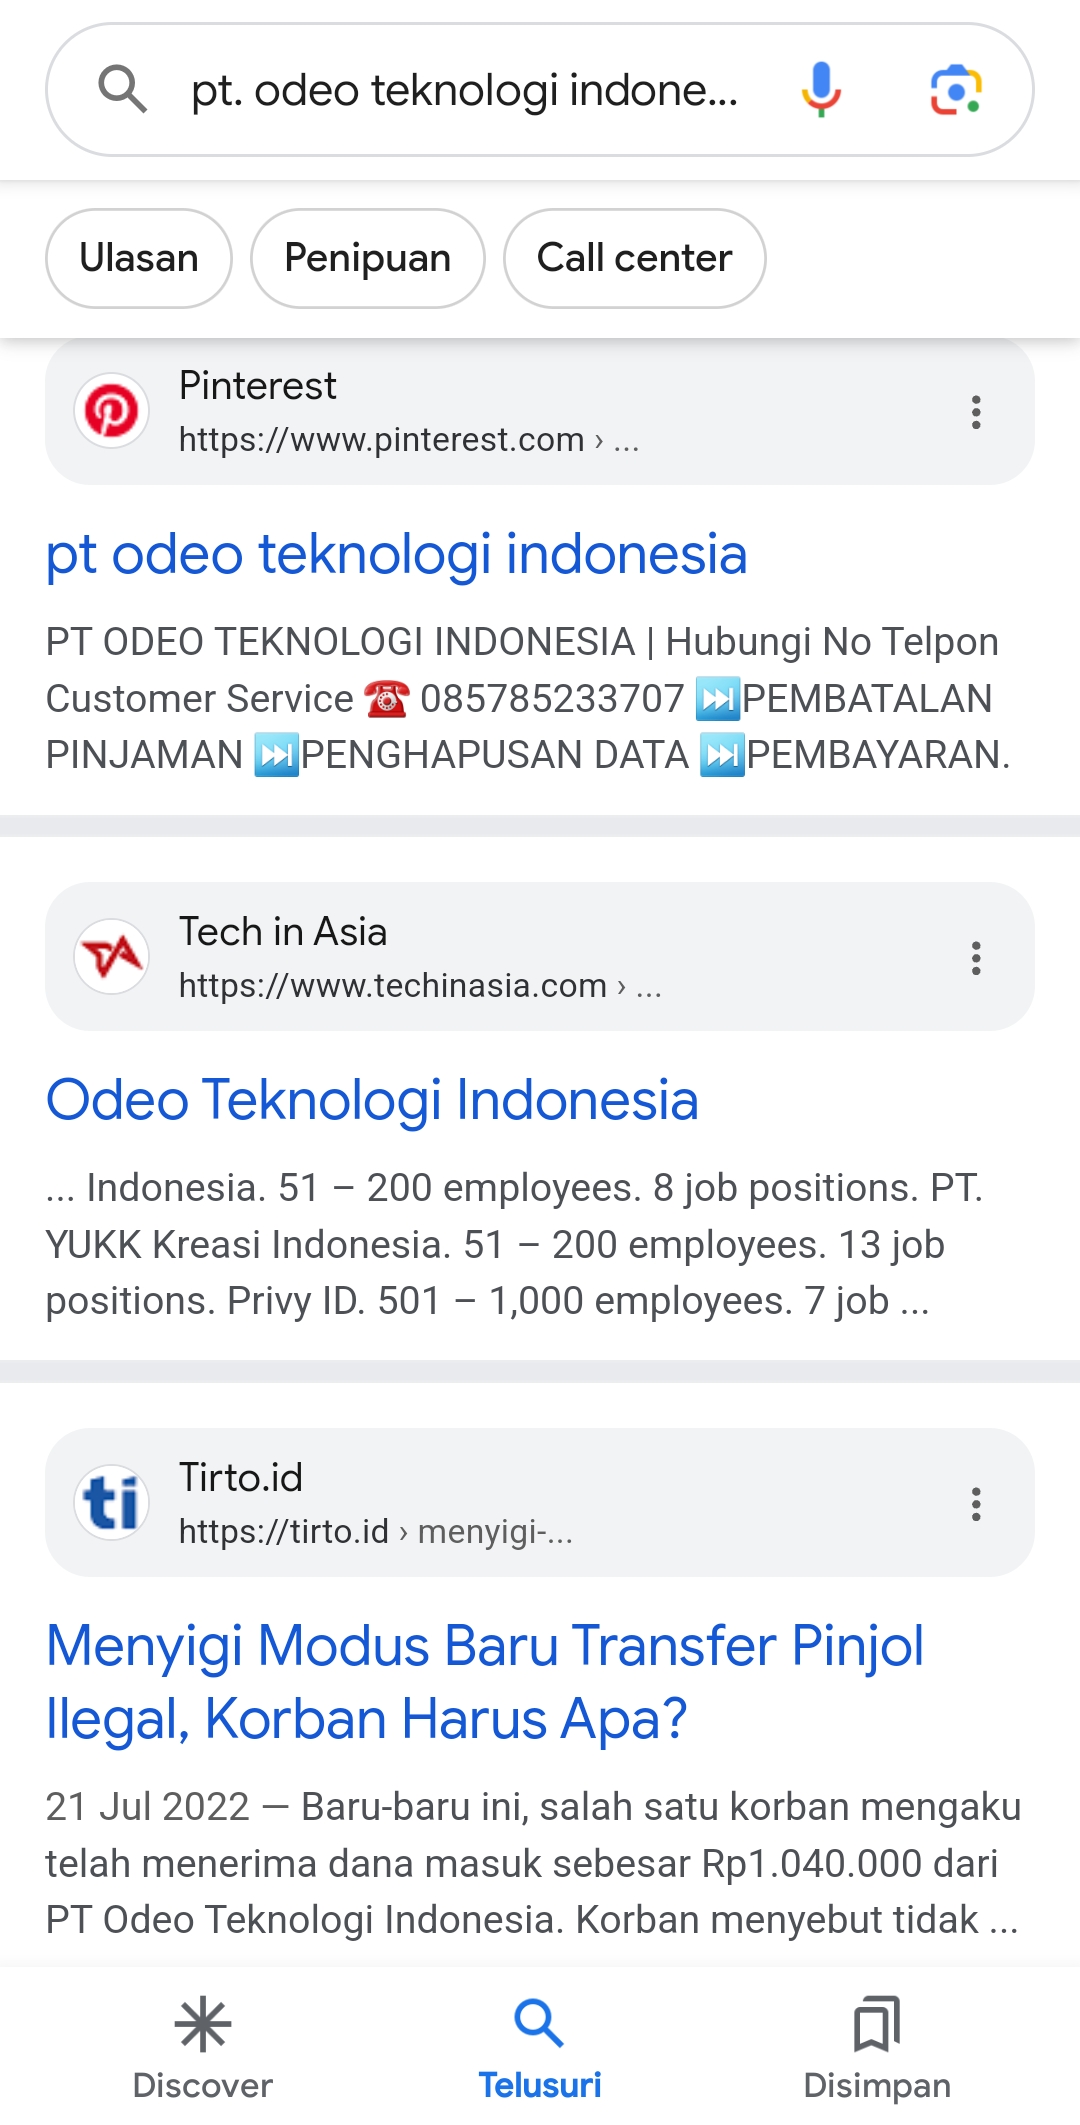 pt. odeo teknologi indone...
Ulasan
Penipuan
Call center
Pinterest
https://www.pinterest.com › ...
pt odeo teknologi indonesia
PT ODEO TEKNOLOGI INDONESIA | Hubungi No Telpon
Customer Service ☎️ 085785233707 ⏭️PEMBATALAN
PINJAMAN ⏭️PENGHAPUSAN DATA ⏭️PEMBAYARAN.
Tech in Asia
https://www.techinasia.com › ...
Odeo Teknologi Indonesia
... Indonesia. 51 – 200 employees. 8 job positions. PT.
YUKK Kreasi Indonesia. 51 – 200 employees. 13 job
positions. Privy ID. 501 – 1,000 employees. 7 job ...
ti
Tirto.id
https://tirto.id › menyigi-...
Menyigi Modus Baru Transfer Pinjol
Ilegal, Korban Harus Apa?
21 Jul 2022 — Baru-baru ini, salah satu korban mengaku
telah menerima dana masuk sebesar Rp1.040.000 dari
PT Odeo Teknologi Indonesia. Korban menyebut tidak ...
Discover
Telusuri
Disimpan